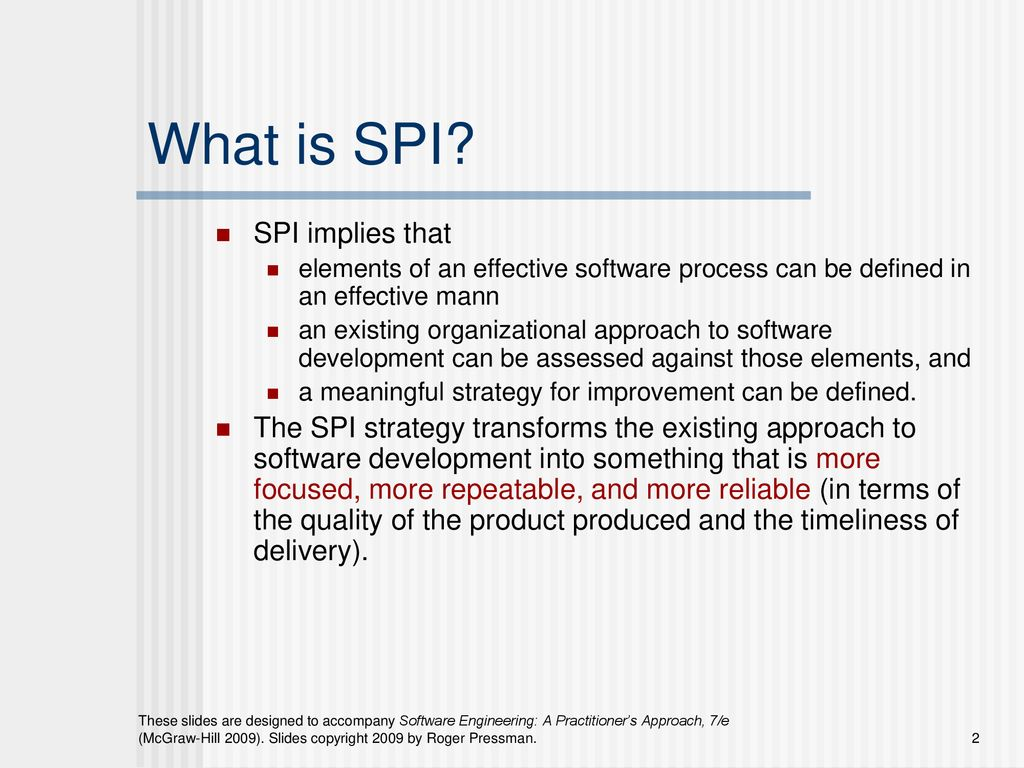 What is SPI?
SPI implies that
elements of an effective software process can be defined in
an effective mann
an existing organizational approach to software
development can be assessed against those elements, and
a meaningful strategy for improvement can be defined.
The SPI strategy transforms the existing approach to
software development into something that is more
focused, more repeatable, and more reliable (in terms of
the quality of the product produced and the timeliness of
delivery).
These slides are designed to accompany Software Engineering: A Practitioner’s Approach, 7/e
(McGraw-Hill 2009). Slides copyright 2009 by Roger Pressman.
2